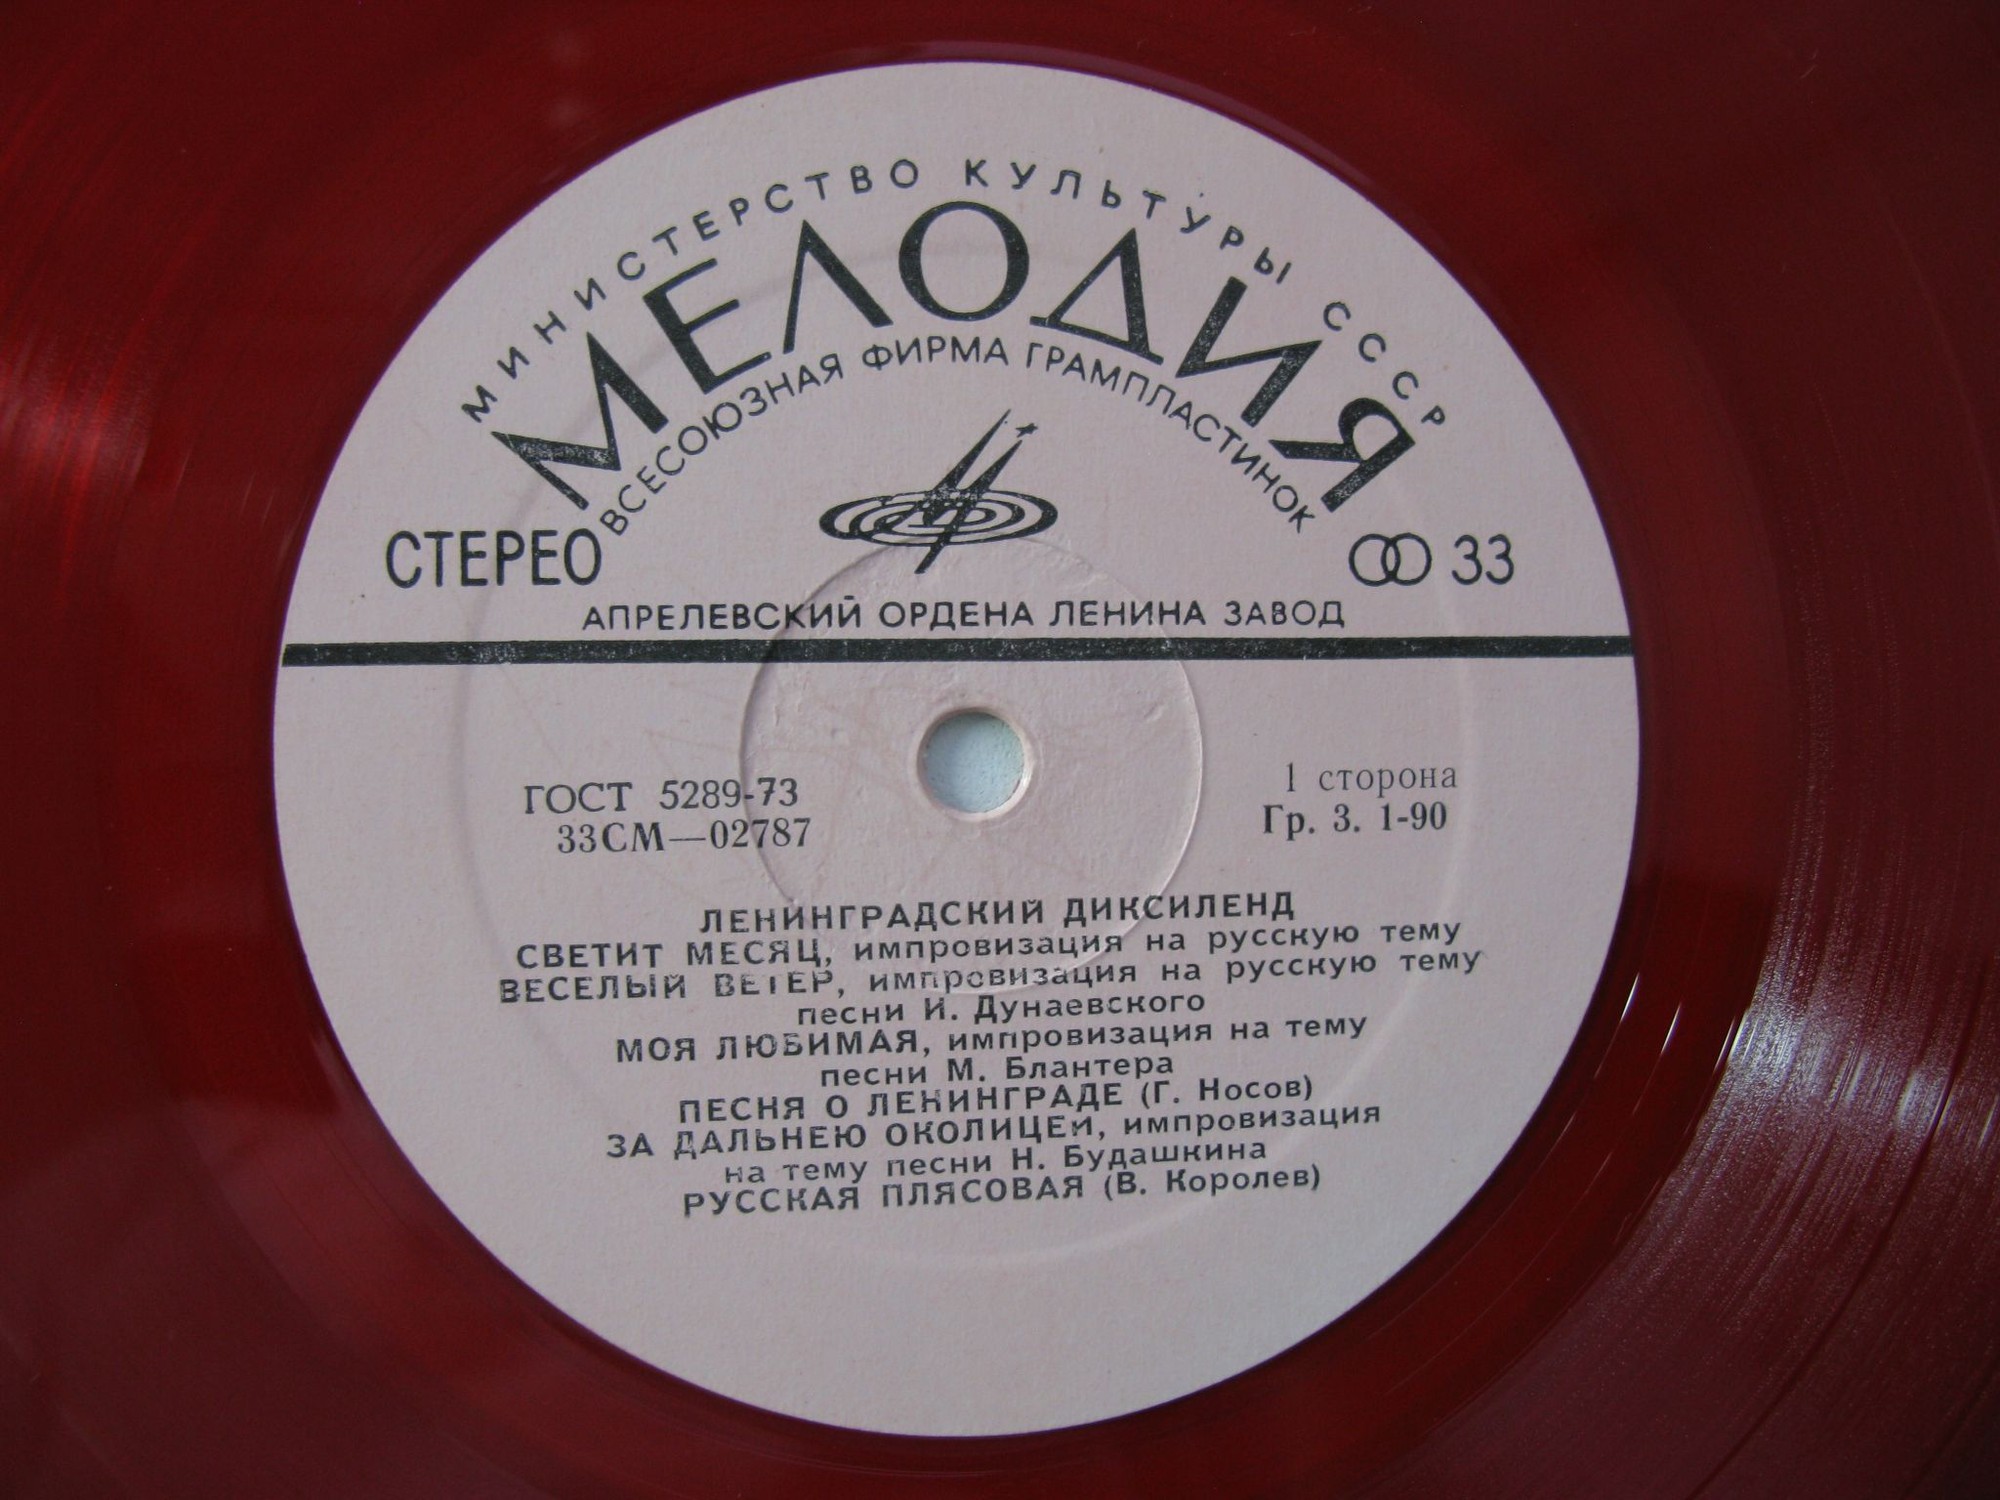 МИНИСТЕРСТВО КУЛЬТУРЫ СССР
МЕЛОДИЯ
ВСЕСОЮЗНАЯ ФИРМА ГРАМПЛАСТИНОК
СТЕРЕО 33
АПРЕЛЕВСКИЙ ОРДЕНА ЛЕНИНА ЗАВОД
ГОСТ 5289-73 1 сторона
33СМ—02787 Гр. 3. 1-90
ЛЕНИНГРАДСКИЙ ДИКСИЛЕНД
СВЕТИТ МЕСЯЦ, импровизация на русскую тему
ВЕСЕЛЫЙ ВЕТЕР, импровизация на русскую тему
песни И. Дунаевского
МОЯ ЛЮБИМАЯ, импровизация на тему
песни М. Блантера
ПЕСНЯ О ЛЕНИНГРАДЕ (Г. Носов)
ЗА ДАЛЬНЕЮ ОКОЛИЦЕЙ, импровизация
на тему песни Н. Будашкина
РУССКАЯ ПЛЯСОВАЯ (В. Королев)